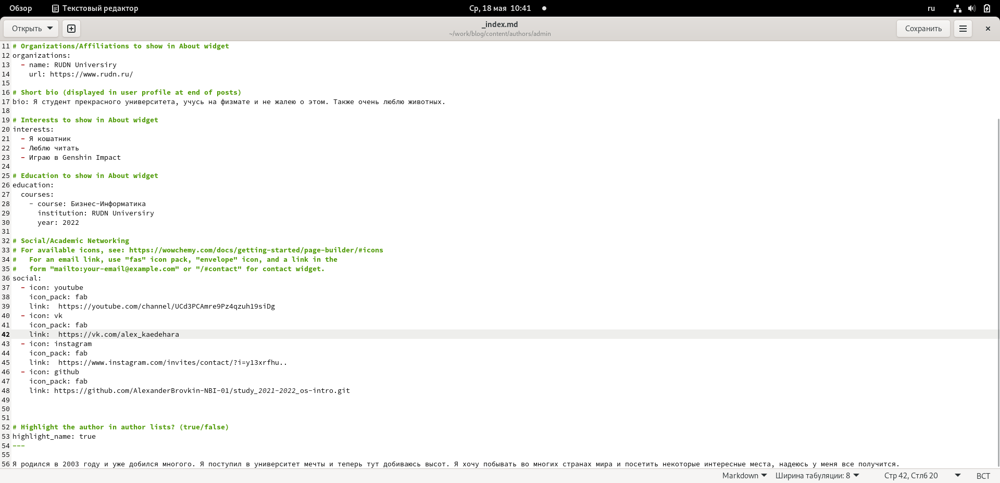 Обзор Текстовый редактор Ср, 18 мая 10:41 ru
Открыть _index.md Сохранить
~/work/blog/content/authors/admin
11 # Organizations/Affiliations to show in About widget
12 organizations:
13   - name: RUDN Universiry
14     url: https://www.rudn.ru/
15
16 # Short bio (displayed in user profile at end of posts)
17 bio: Я студент прекрасного университета, учусь на физмате и не жалею о этом. Также очень люблю животных.
18
19 # Interests to show in About widget
20 interests:
21   - Я кошатник
22   - Люблю читать
23   - Играю в Genshin Impact
24
25 # Education to show in About widget
26 education:
27   courses:
28     - course: Бизнес-Информатика
29       institution: RUDN Universiry
30       year: 2022
31
32 # Social/Academic Networking
33 # For available icons, see: https://wowchemy.com/docs/getting-started/page-builder/#icons
34 #   For an email link, use "fas" icon pack, "envelope" icon, and a link in the
35 #   form "mailto:your-email@example.com" or "/#contact" for contact widget.
36 social:
37   - icon: youtube
38     icon_pack: fab
39     link:  https://youtube.com/channel/UCd3PCAmre9Pz4qzuh19siDg
40   - icon: vk
41     icon_pack: fab
42     link:  https://vk.com/alex_kaedehara
43   - icon: instagram
44     icon_pack: fab
45     link:  https://www.instagram.com/invites/contact/?i=y13xrfhu..
46   - icon: github
47     icon_pack: fab
48     link: https://github.com/AlexanderBrovkin-NBI-01/study_2021-2022_os-intro.git
49
50
51
52 # Highlight the author in author lists? (true/false)
53 highlight_name: true
54 ---
55
56 Я родился в 2003 году и уже добился многого. Я поступил в университет мечты и теперь тут добиваюсь высот. Я хочу побывать во многих странах мира и посетить некоторые интересные места, надеюсь у меня все получится.
Markdown Ширина табуляции: 8 Стр 42, Стлб 20 ВСТ